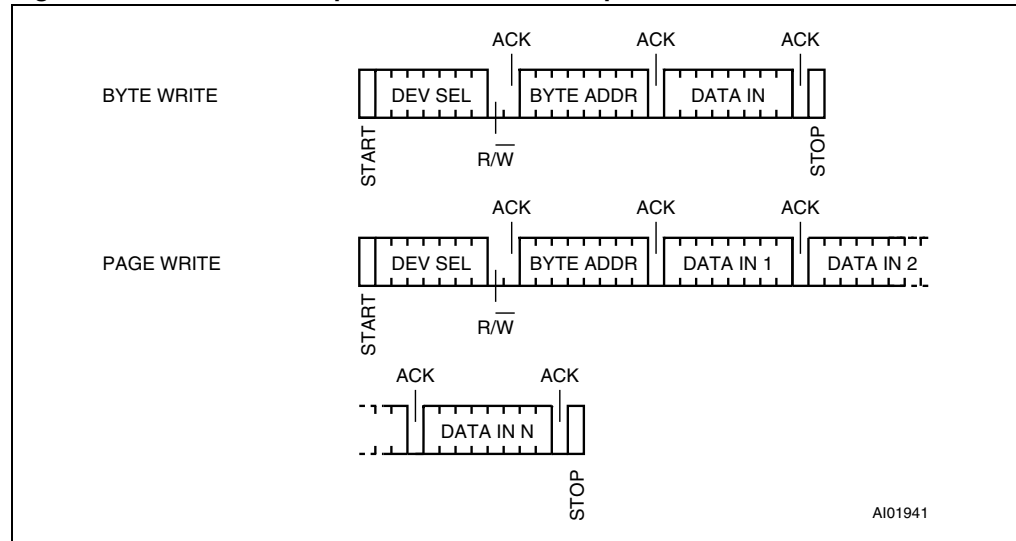 ACK ACK ACK
BYTE WRITE DEV SEL BYTE ADDR DATA IN
START R/W̅ STOP
ACK ACK ACK
PAGE WRITE DEV SEL BYTE ADDR DATA IN 1 DATA IN 2
START R/W̅
ACK ACK
DATA IN N
STOP
AI01941